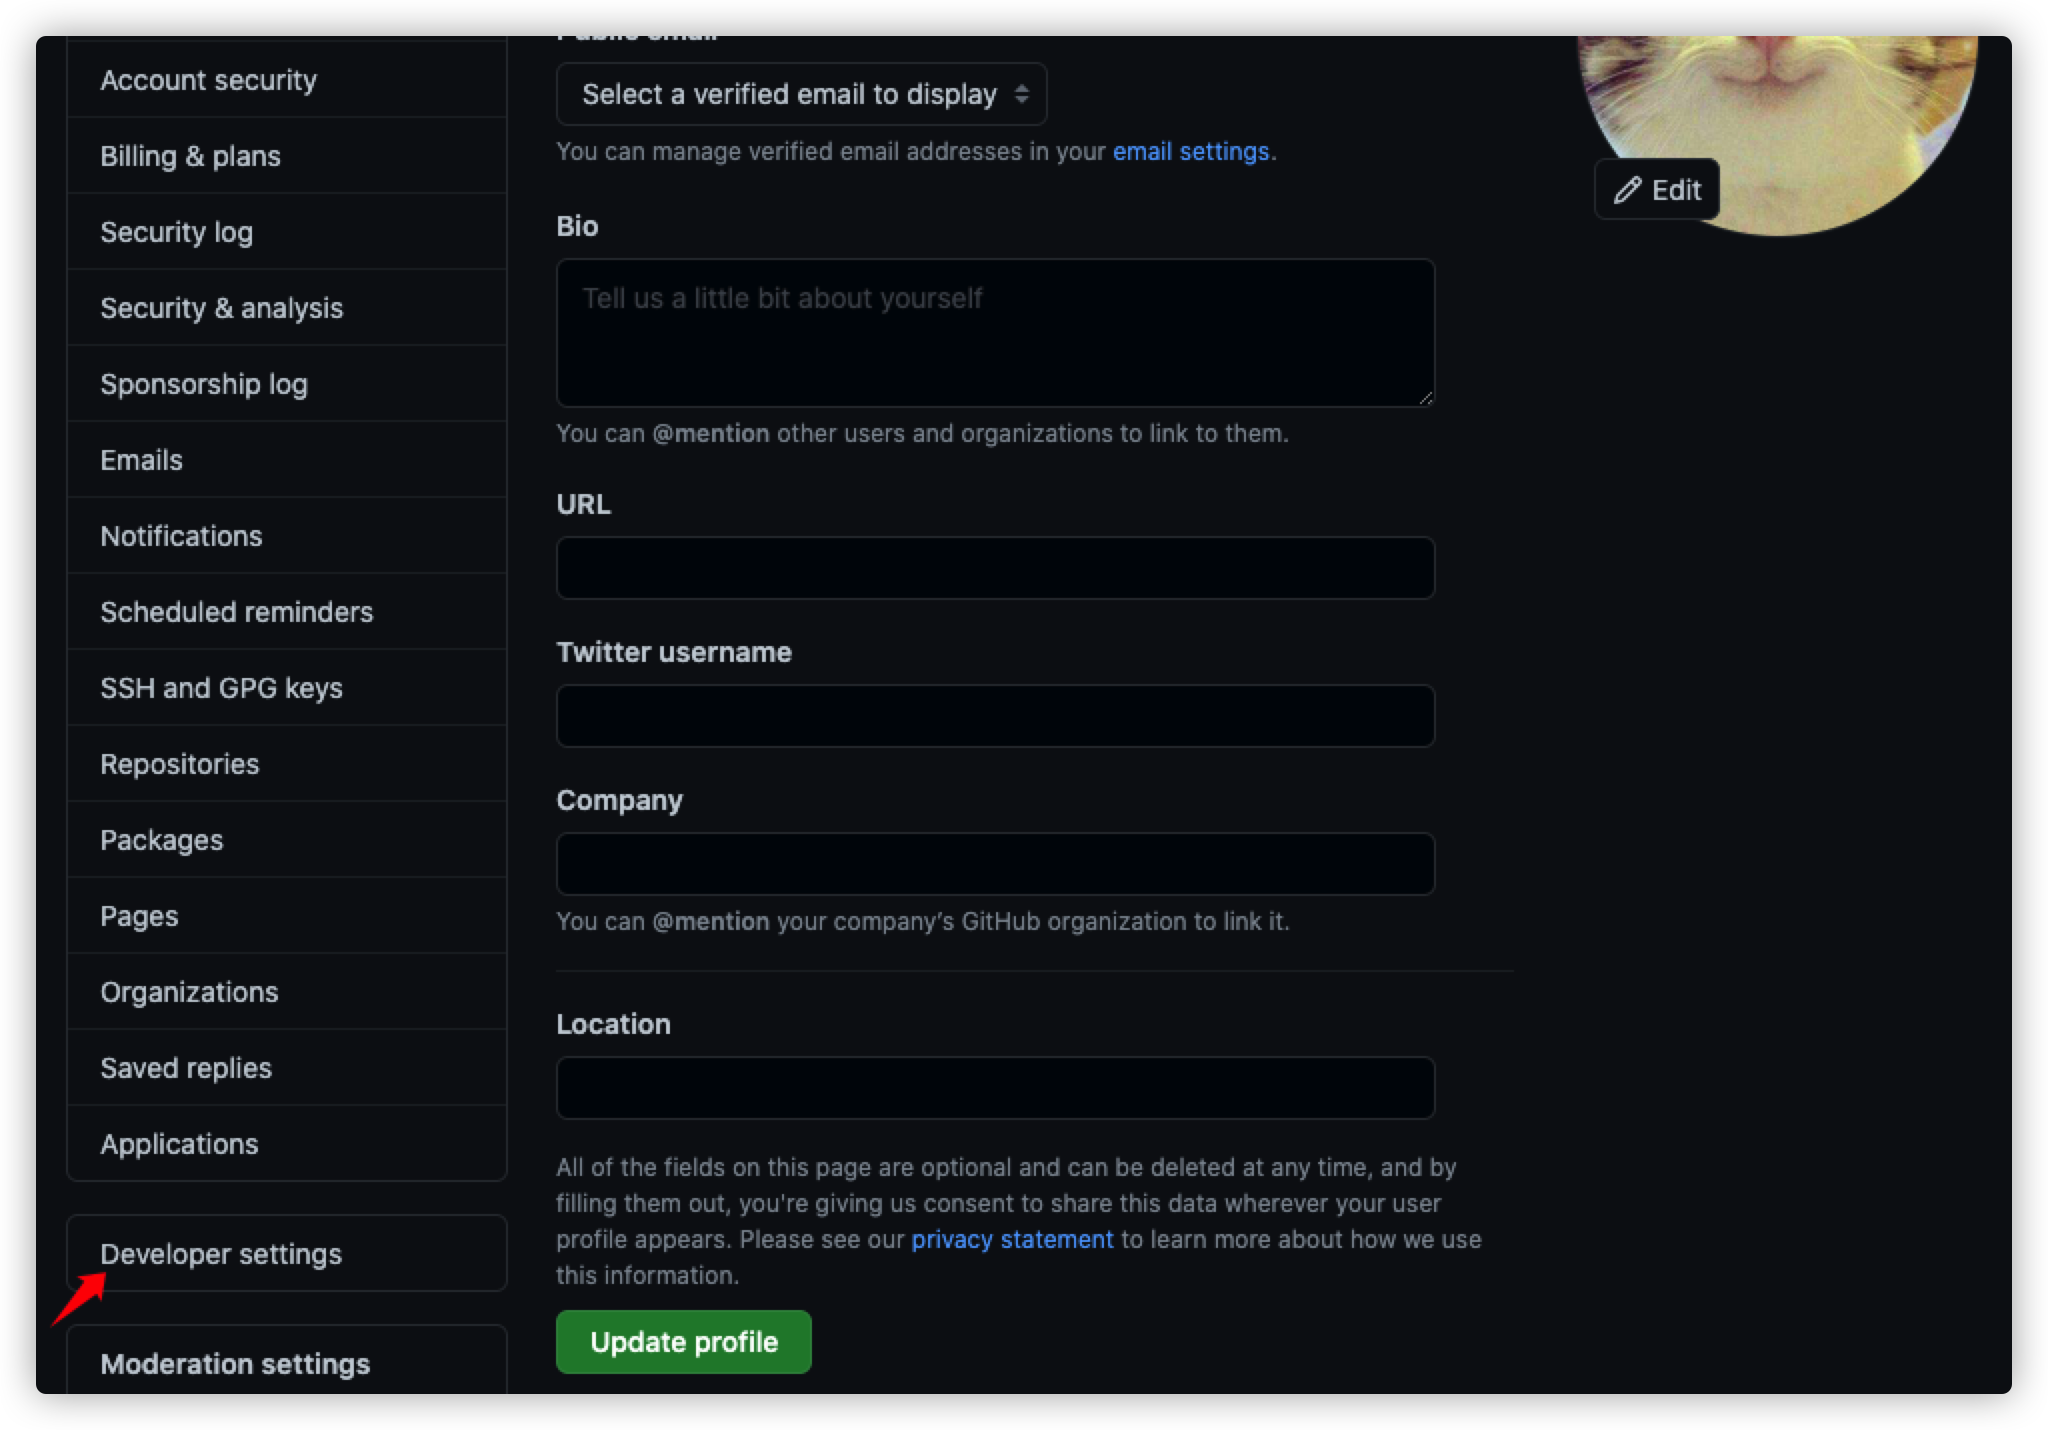 Account security
Billing & plans
Security log
Security & analysis
Sponsorship log
Emails
Notifications
Scheduled reminders
SSH and GPG keys
Repositories
Packages
Pages
Organizations
Saved replies
Applications
Developer settings
Moderation settings
Public email
Select a verified email to display
You can manage verified email addresses in your email settings.
Bio
Tell us a little bit about yourself
You can @mention other users and organizations to link to them.
URL
Twitter username
Company
You can @mention your company’s GitHub organization to link it.
Location
All of the fields on this page are optional and can be deleted at any time, and by
filling them out, you're giving us consent to share this data wherever your user
profile appears. Please see our privacy statement to learn more about how we use
this information.
Update profile
Edit